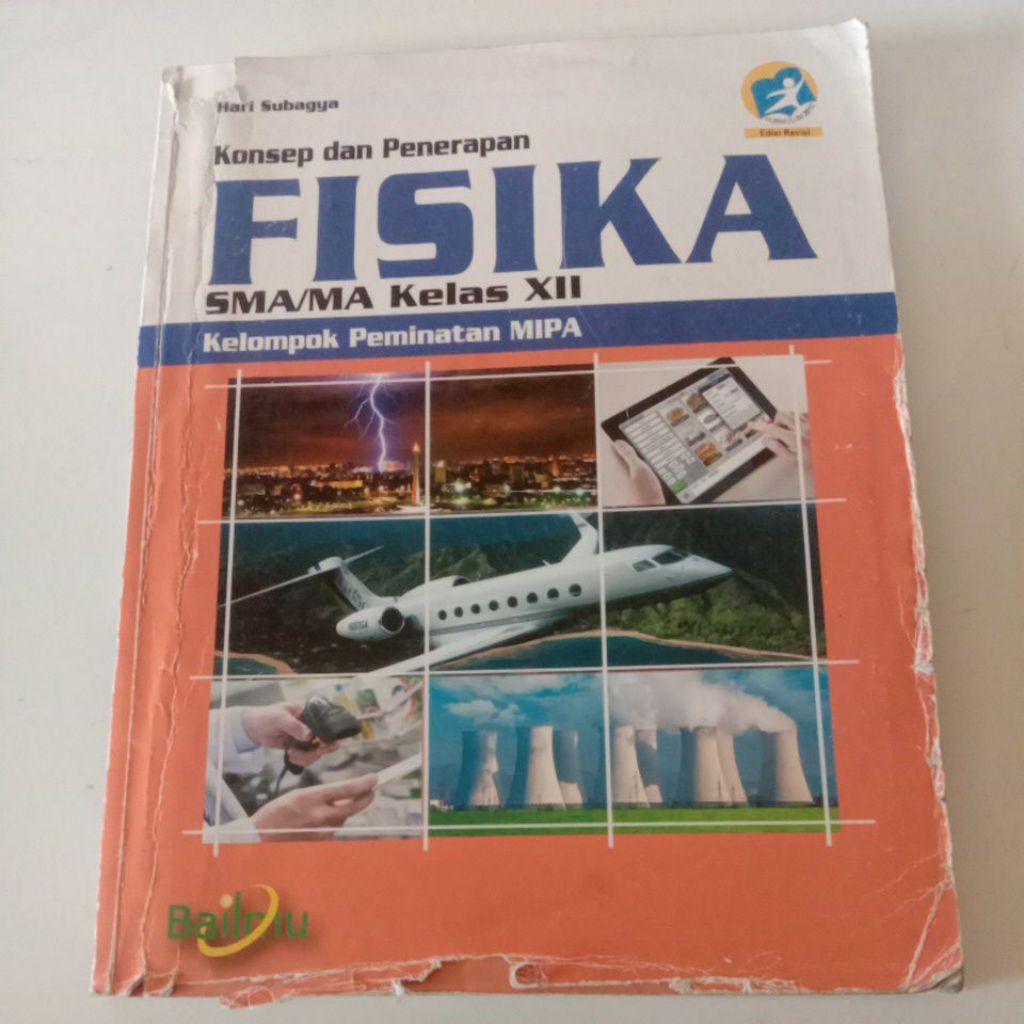 Hari Subagya
Edisi Revisi
Konsep dan Penerapan
FISIKA
SMA/MA Kelas XII
Kelompok Peminatan MIPA
Bailmu